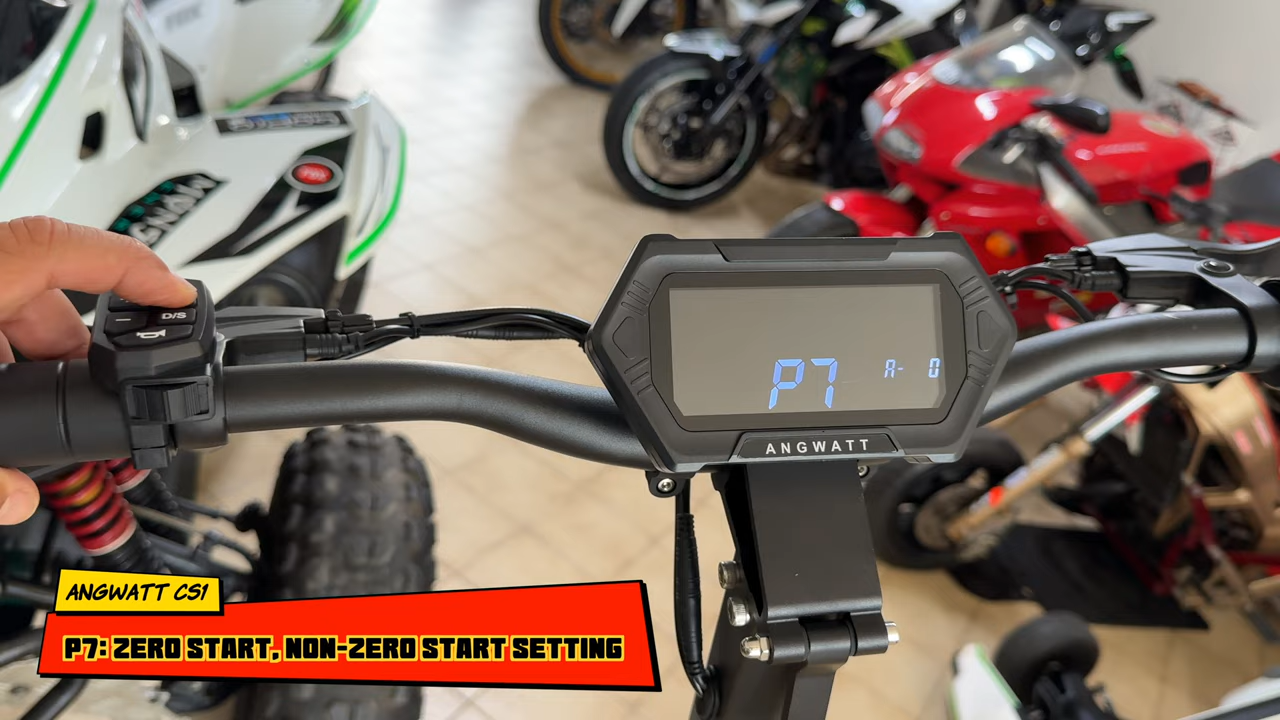 D/S
P7 A- 0
ANGWATT
ANGWATT CS1
P7: ZERO START, NON-ZERO START SETTING